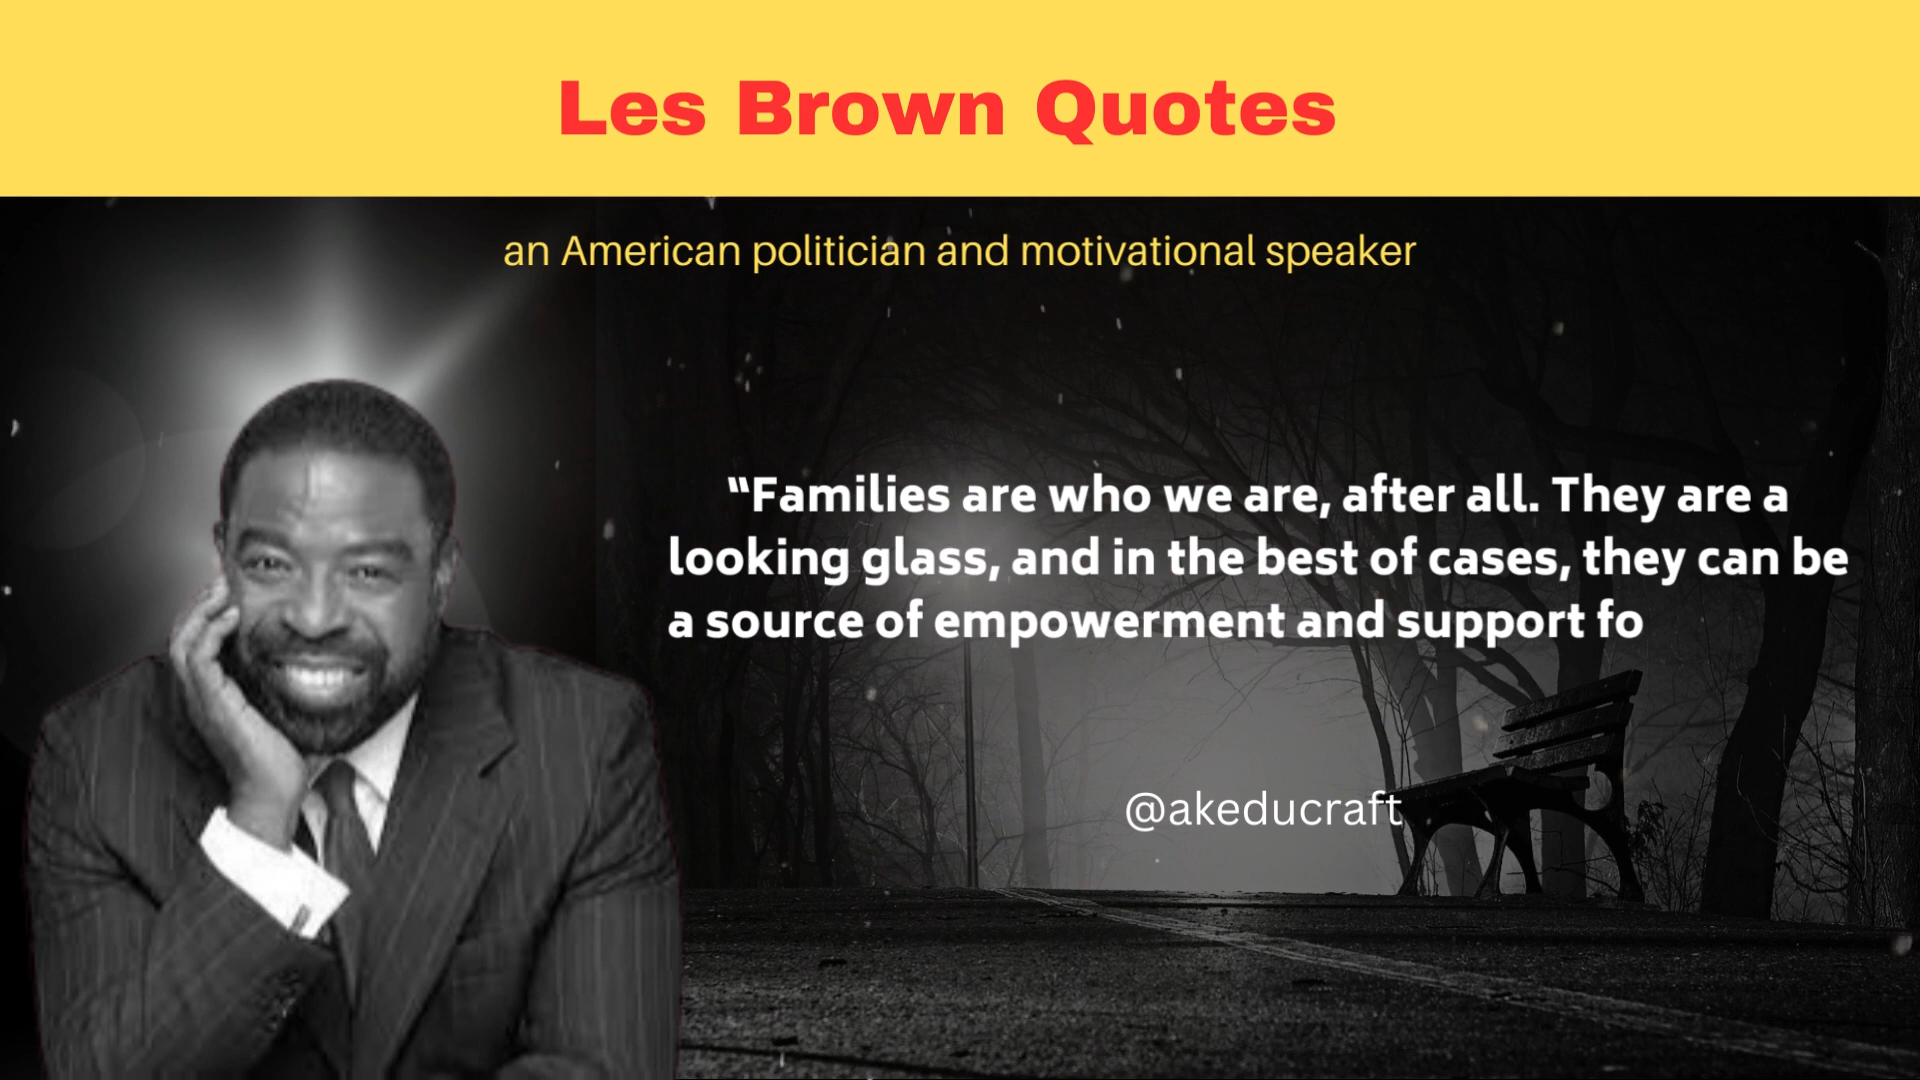 Les Brown Quotes
an American politician and motivational speaker
“Families are who we are, after all. They are a
looking glass, and in the best of cases, they can be
a source of empowerment and support fo
@akeducraft